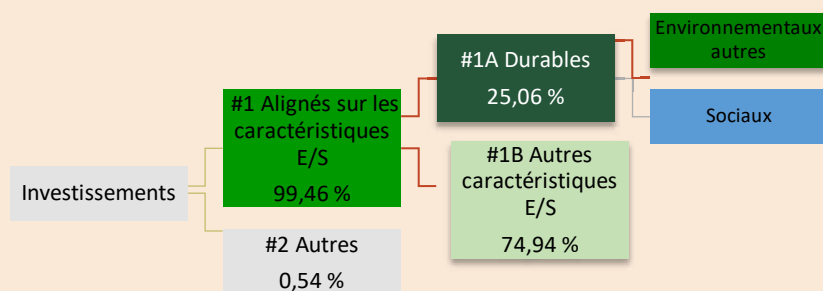 Investissements
#1 Alignés sur les
caractéristiques
E/S
99,46 %
#2 Autres
0,54 %
#1A Durables
25,06 %
#1B Autres
caractéristiques
E/S
74,94 %
Environnementaux
autres
Sociaux